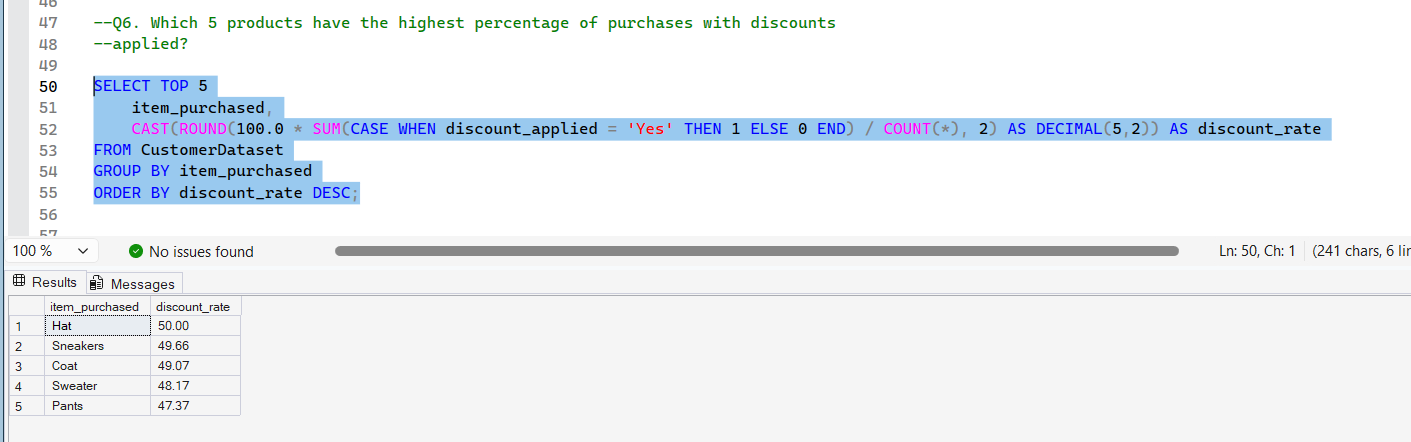 46
47 --Q6. Which 5 products have the highest percentage of purchases with discounts
48 --applied?
49
50 SELECT TOP 5
51 item_purchased,
52 CAST(ROUND(100.0 * SUM(CASE WHEN discount_applied = 'Yes' THEN 1 ELSE 0 END) / COUNT(*), 2) AS DECIMAL(5,2)) AS discount_rate
53 FROM CustomerDataset
54 GROUP BY item_purchased
55 ORDER BY discount_rate DESC;
56
57
100 % No issues found Ln: 50, Ch: 1 (241 chars, 6 lin
Results Messages
item_purchased discount_rate
1 Hat 50.00
2 Sneakers 49.66
3 Coat 49.07
4 Sweater 48.17
5 Pants 47.37